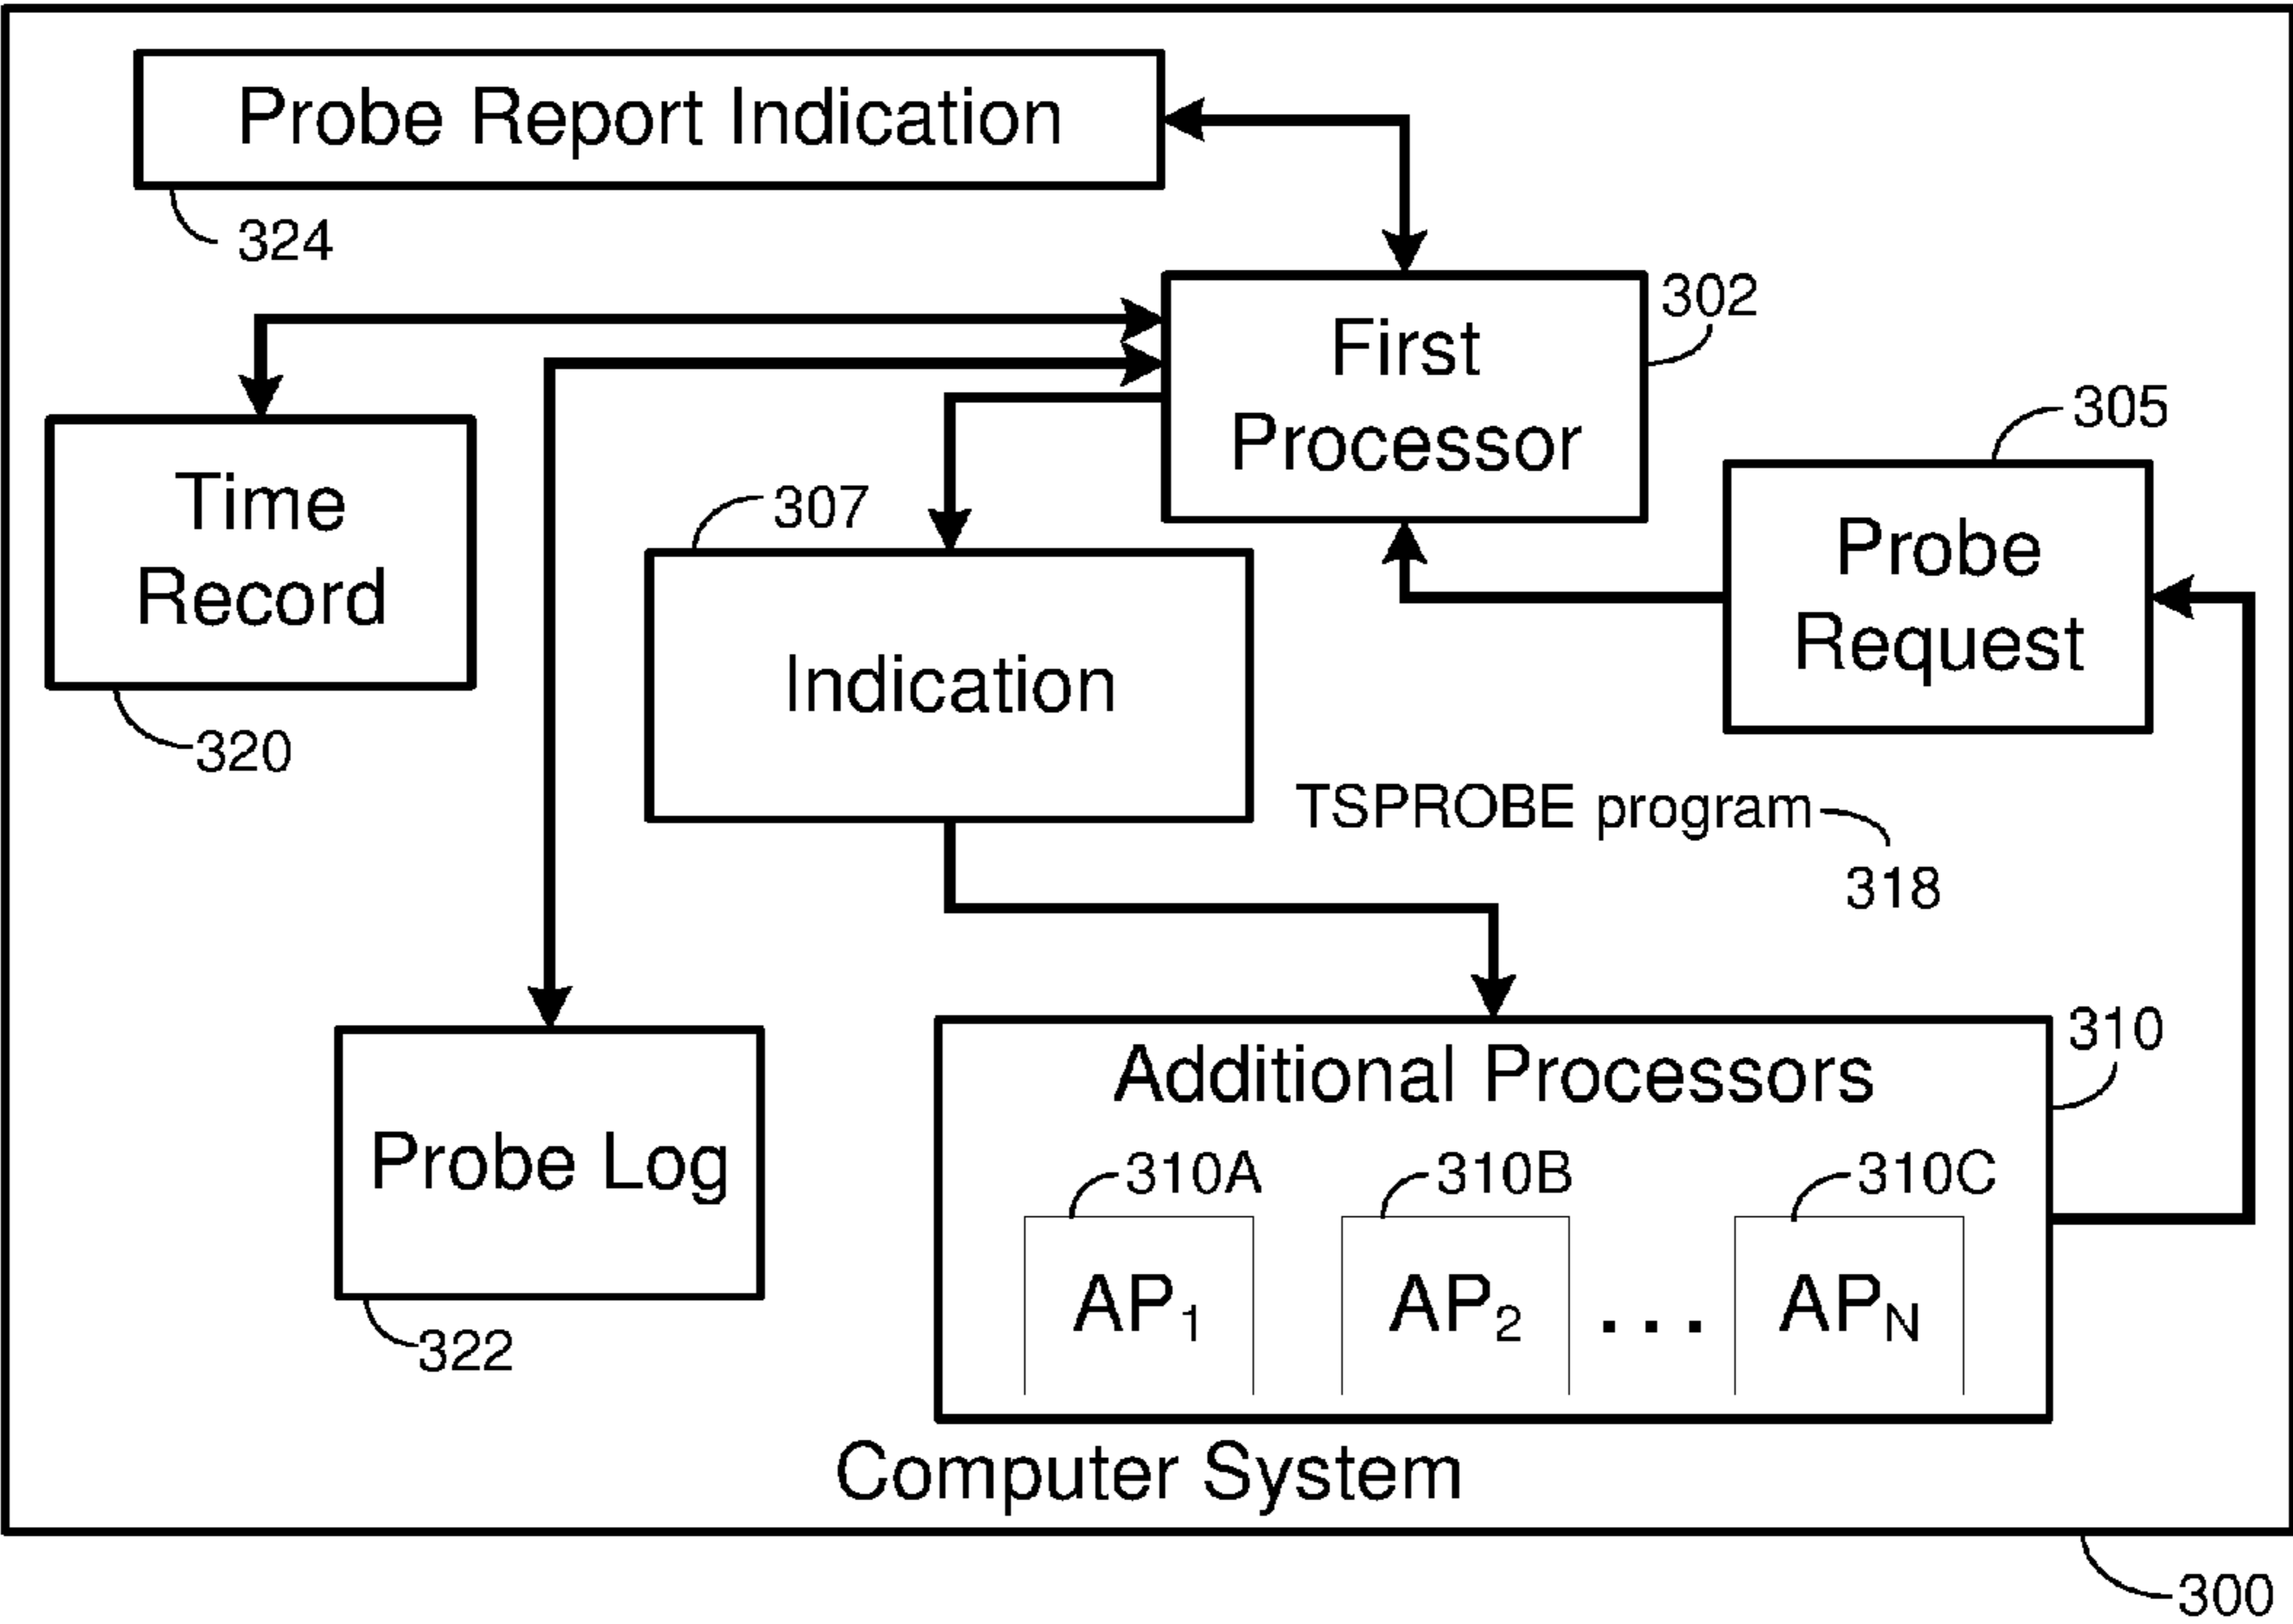 Probe Report Indication
324
302
First
Processor
305
Time
Record
307
Probe
Request
Indication
320
TSPROBE program
318
310
Additional Processors
Probe Log
310A
310B
310C
AP1
AP2
...
APN
322
Computer System
300